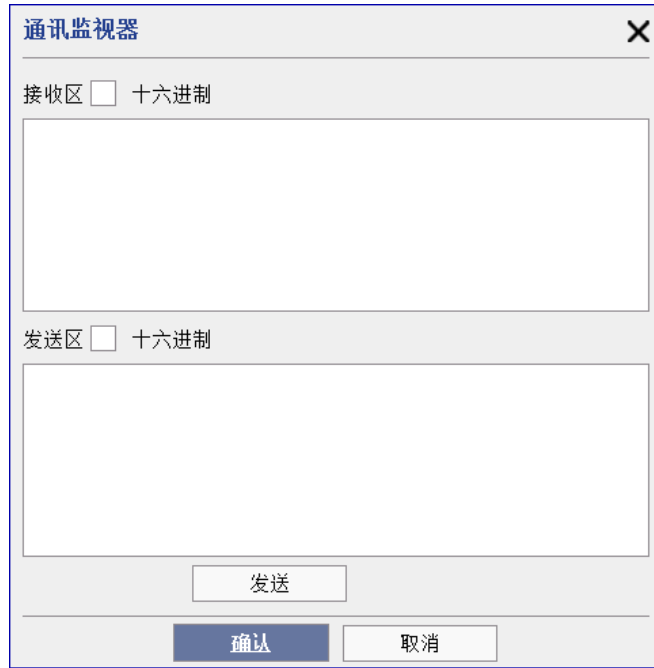 通讯监视器
接收区 十六进制
发送区 十六进制
发送
确认 取消